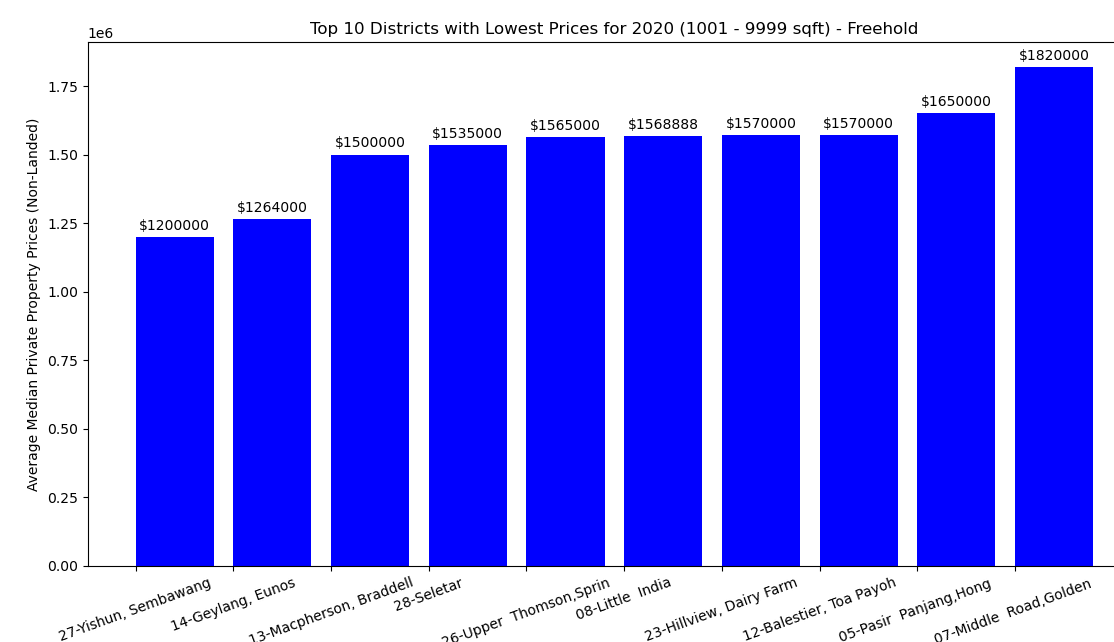 Top 10 Districts with Lowest Prices for 2020 (1001 - 9999 sqft) - Freehold
1e6
Average Median Private Property Prices (Non-Landed)
1.75
1.50
1.25
1.00
0.75
0.50
0.25
0.00
$1200000
$1264000
$1500000
$1535000
$1565000
$1568888
$1570000
$1570000
$1650000
$1820000
27-Yishun, Sembawang
14-Geylang, Eunos
13-Macpherson, Braddell
28-Seletar
26-Upper  Thomson,Sprin
08-Little  India
23-Hillview, Dairy Farm
12-Balestier, Toa Payoh
05-Pasir  Panjang,Hong
07-Middle  Road,Golden